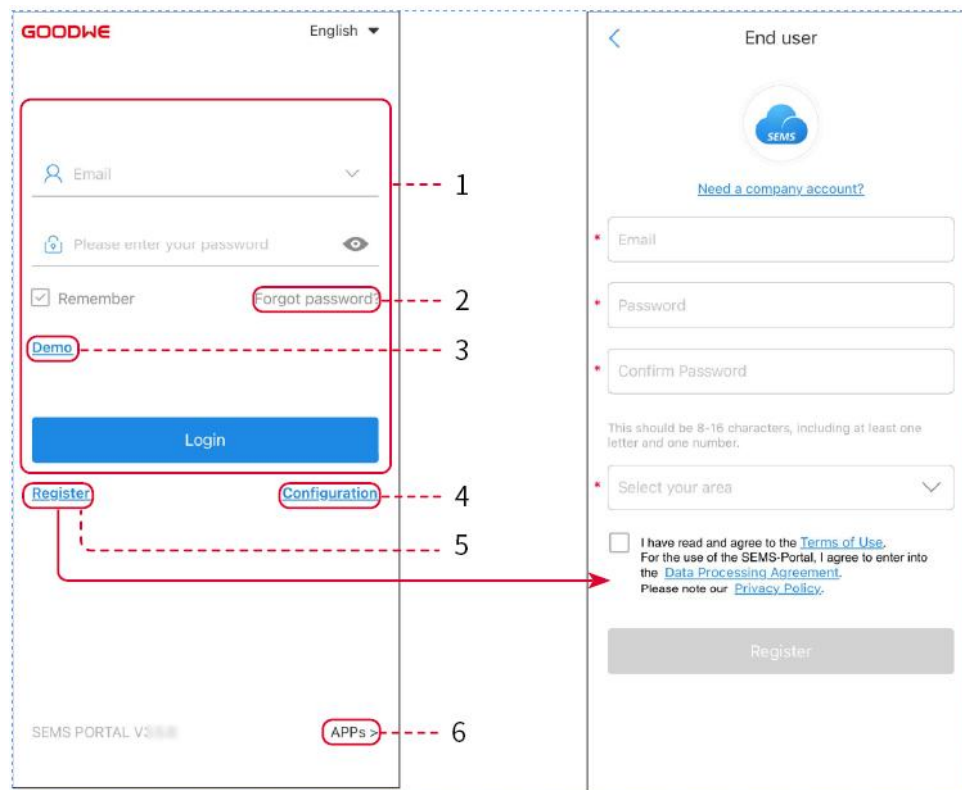 GOODWE
English
Email
1
Please enter your password
Remember
Forgot password?
2
Demo
3
Login
Register
Configuration
4
5
SEMS PORTAL
APPs >
6
End user
SEMS
Need a company account?
* Email
* Password
* Confirm Password
This should be 8-16 characters, including at least one
letter and one number.
* Select your area
I have read and agree to the Terms of Use.
For the use of the SEMS-Portal, I agree to enter into
the Data Processing Agreement.
Please note our Privacy Policy.
Register